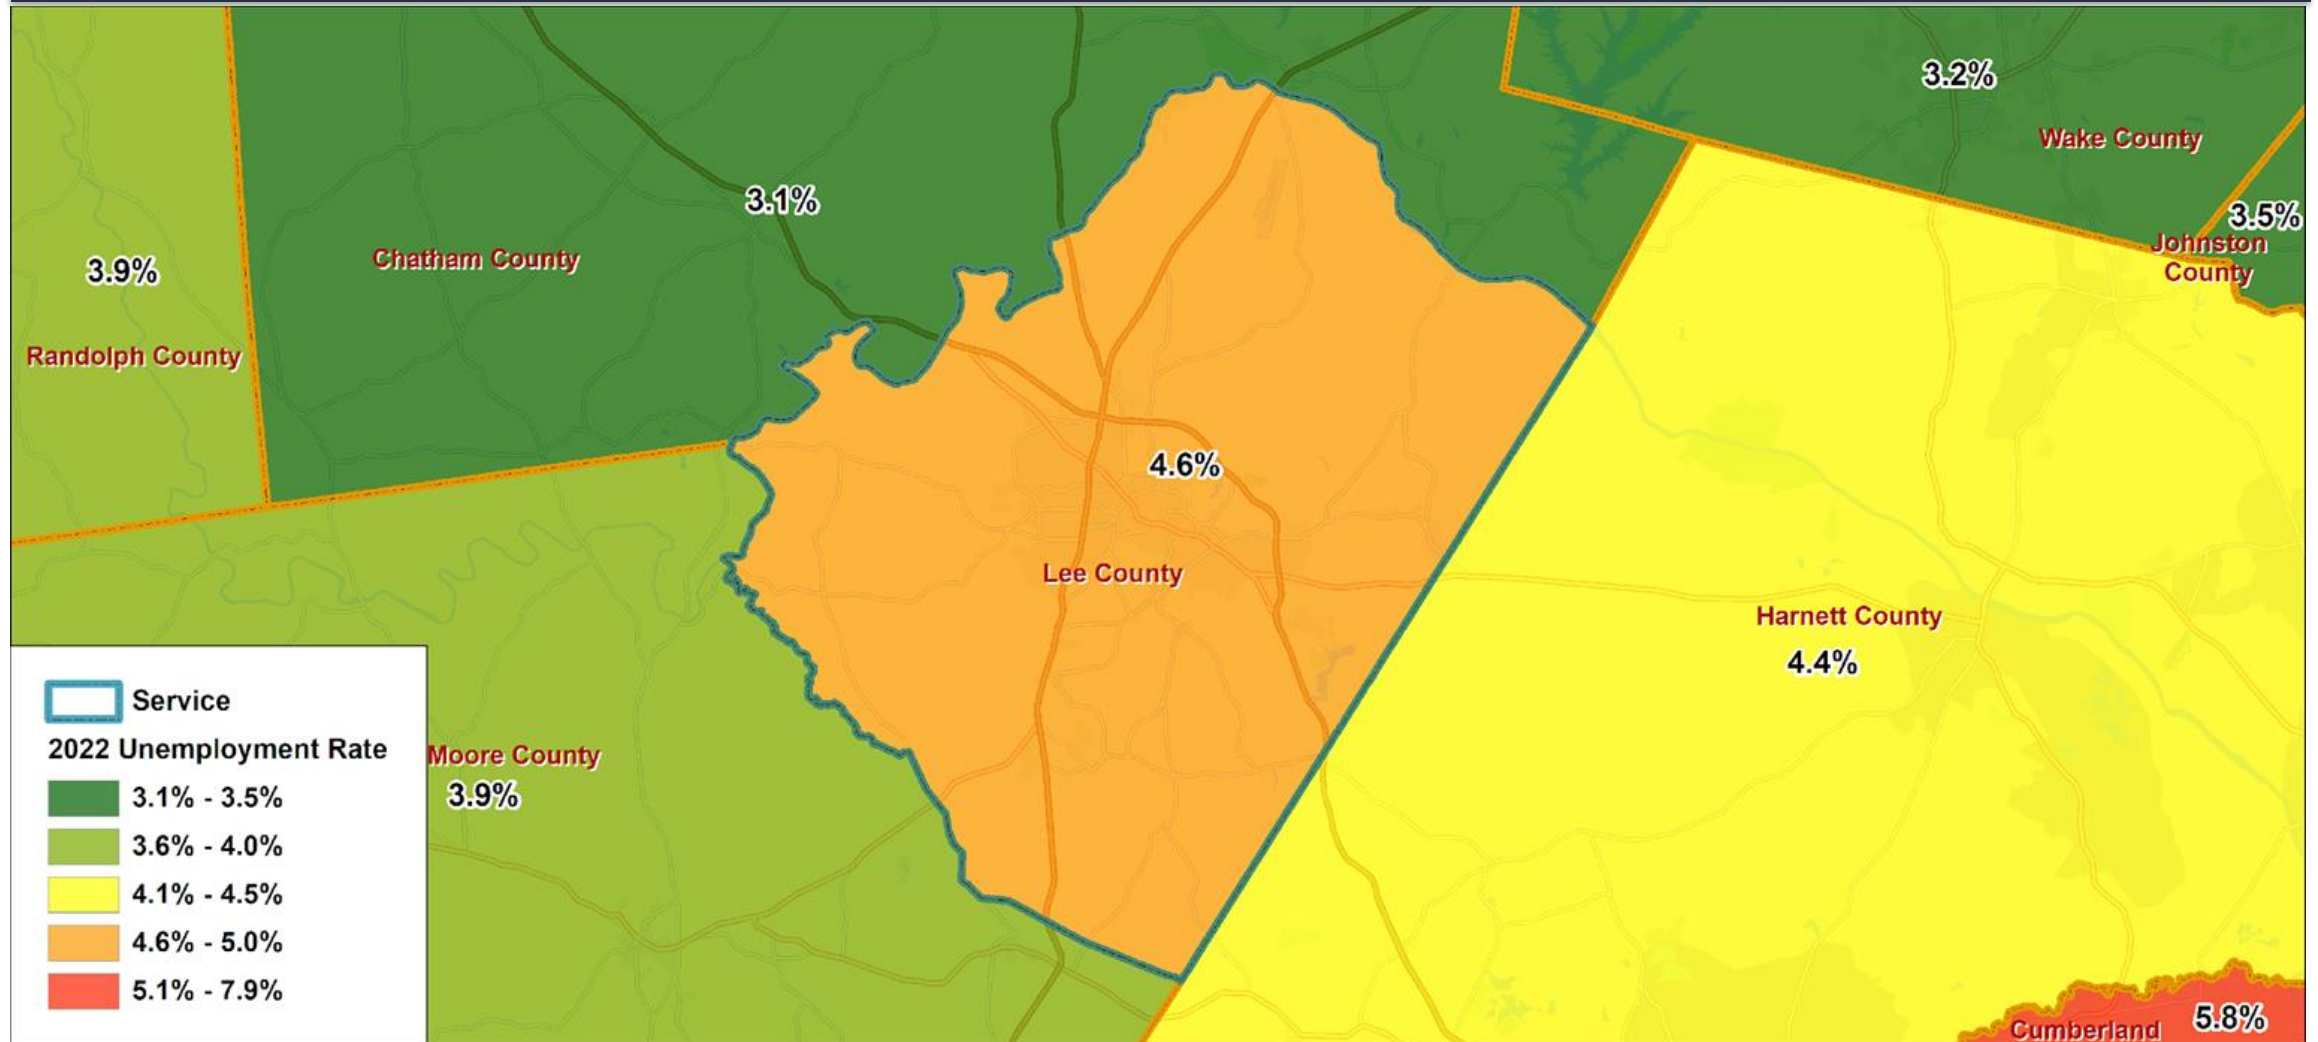 3.2%
Wake County
3.1%
3.5%
Johnston
County
Chatham County
3.9%
Randolph County
4.6%
Lee County
Harnett County
4.4%
Moore County
3.9%
Service
2022 Unemployment Rate
3.1% - 3.5%
3.6% - 4.0%
4.1% - 4.5%
4.6% - 5.0%
5.1% - 7.9%
Cumberland
5.8%